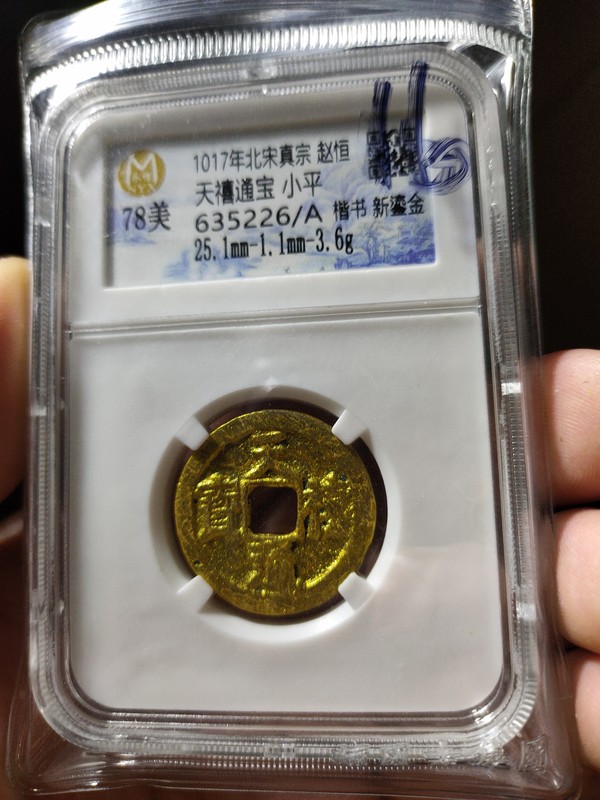 1017年北宋真宗 赵恒
天禧通宝 小平
78美
635226/A 楷书 新鎏金
25.1mm-1.1mm-3.6g
天禧通寶